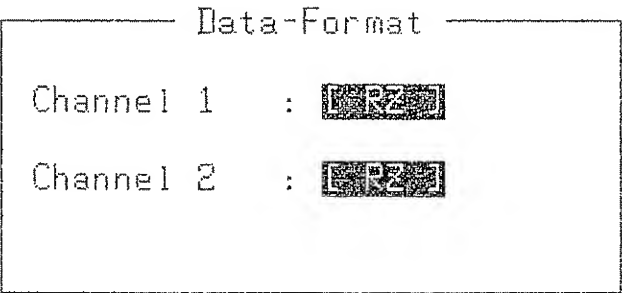 Data-Format
Channel 1 : [ RZ ]
Channel 2 : [ RZ ]